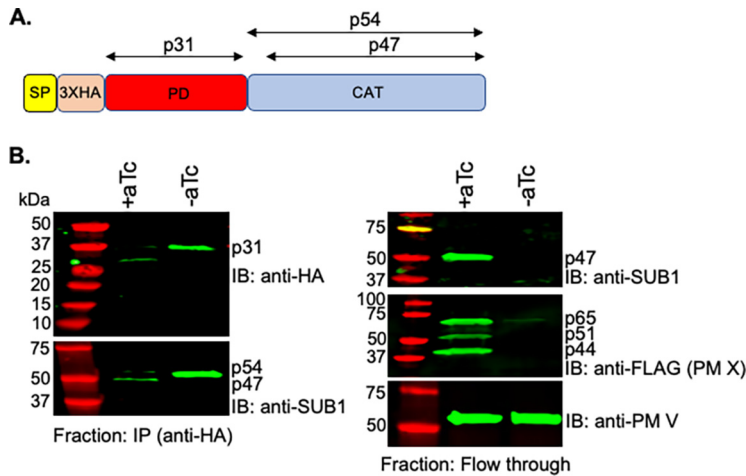 A.
p54
p31
p47
SP
3XHA
PD
CAT
B.
+aTc
-aTc
kDa
50
37
25
20
15
10
p31
IB: anti-HA
75
50
37
p54
p47
IB: anti-SUB1
Fraction: IP (anti-HA)
+aTc
-aTc
75
50
37
p47
IB: anti-SUB1
100
75
50
37
p65
p51
p44
IB: anti-FLAG (PM X)
75
50
IB: anti-PM V
Fraction: Flow through